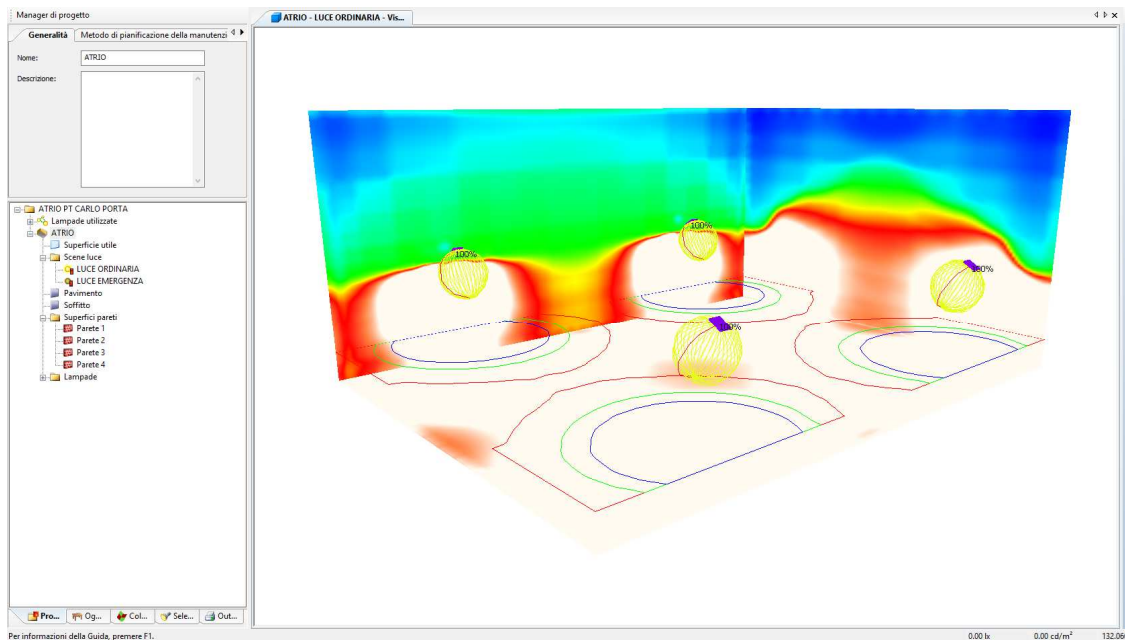 Manager di progetto
Generalità
Metodo di pianificazione della manutenzi
Nome:
ATRIO
Descrizione:
ATRIO PT CARLO PORTA
Lampade utilizzate
ATRIO
Superficie utile
Scene luce
LUCE ORDINARIA
LUCE EMERGENZA
Pavimento
Soffitto
Superfici pareti
Parete 1
Parete 2
Parete 3
Parete 4
Lampade
Pro...
Og...
Col...
Sele...
Out...
ATRIO - LUCE ORDINARIA - Vis...
100%
100%
100%
100%
Per informazioni della Guida, premere F1.
0.00 lx
0.00 cd/m²